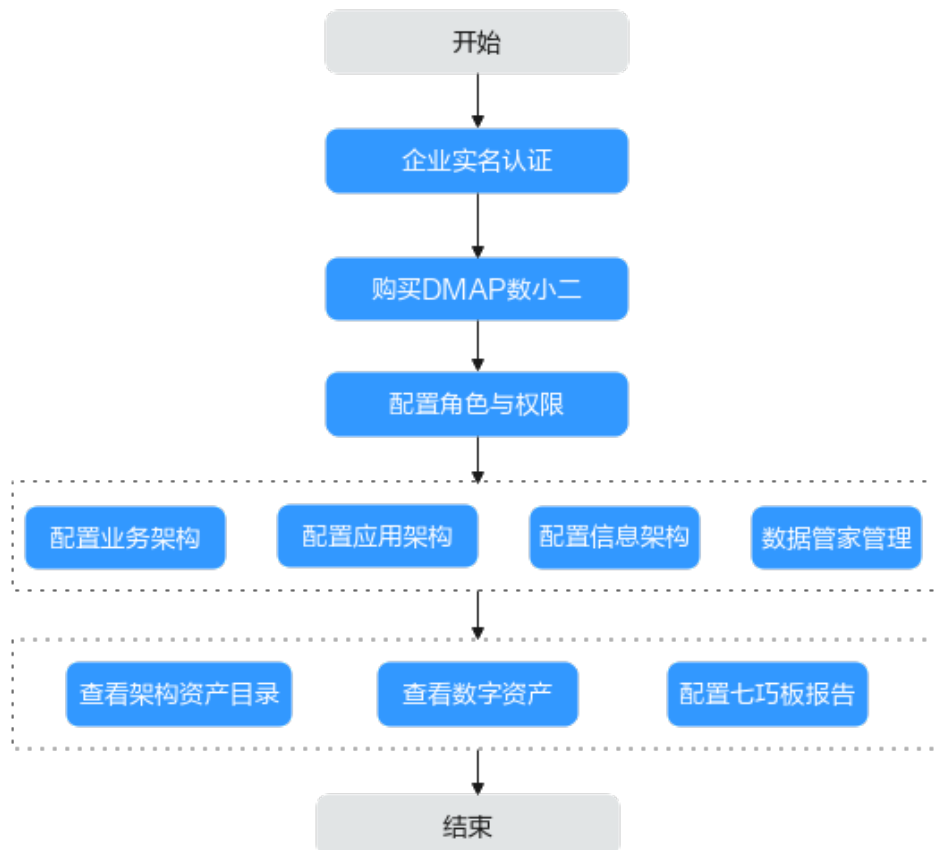 开始
企业实名认证
购买DMAP数小二
配置角色与权限
配置业务架构
配置应用架构
配置信息架构
数据管家管理
查看架构资产目录
查看数字资产
配置七巧板报告
结束